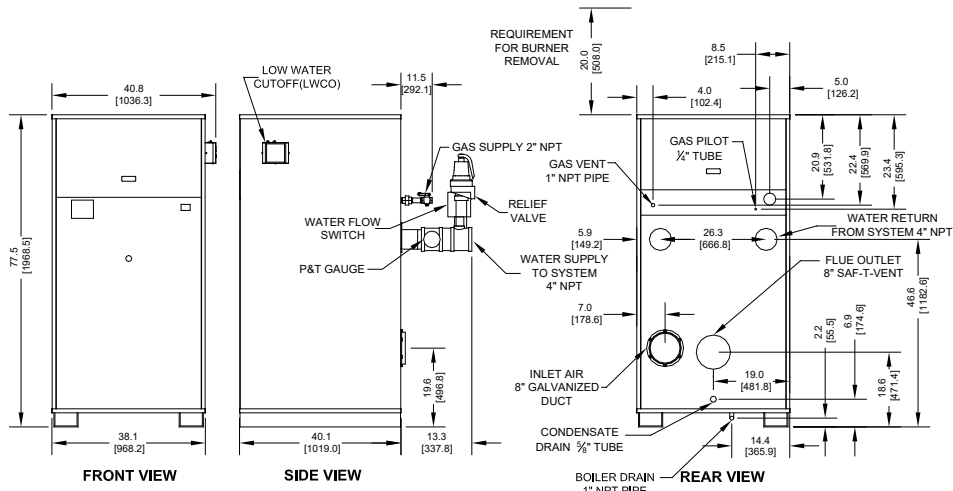 REQUIREMENT
FOR BURNER
REMOVAL
20.0
[508.0]
8.5
[215.1]
4.0
[102.4]
5.0
[126.2]
40.8
[1036.3]
LOW WATER
CUTOFF(LWCO)
11.5
[292.1]
GAS SUPPLY 2" NPT
RELIEF
VALVE
WATER FLOW
SWITCH
P&T GAUGE
WATER SUPPLY
TO SYSTEM
4" NPT
GAS VENT
1" NPT PIPE
GAS PILOT
¼" TUBE
20.9
[531.8]
22.4
[569.9]
23.4
[595.3]
WATER RETURN
FROM SYSTEM 4" NPT
5.9
[149.2]
26.3
[666.8]
FLUE OUTLET
8" SAF-T-VENT
77.5
[1968.5]
7.0
[178.6]
46.6
[1182.6]
6.9
[174.6]
2.2
[55.5]
19.6
[496.8]
INLET AIR
8" GALVANIZED
DUCT
19.0
[481.8]
18.6
[471.4]
CONDENSATE
DRAIN ⅝" TUBE
38.1
[968.2]
40.1
[1019.0]
13.3
[337.8]
14.4
[365.9]
BOILER DRAIN
1" NPT PIPE
FRONT VIEW
SIDE VIEW
REAR VIEW